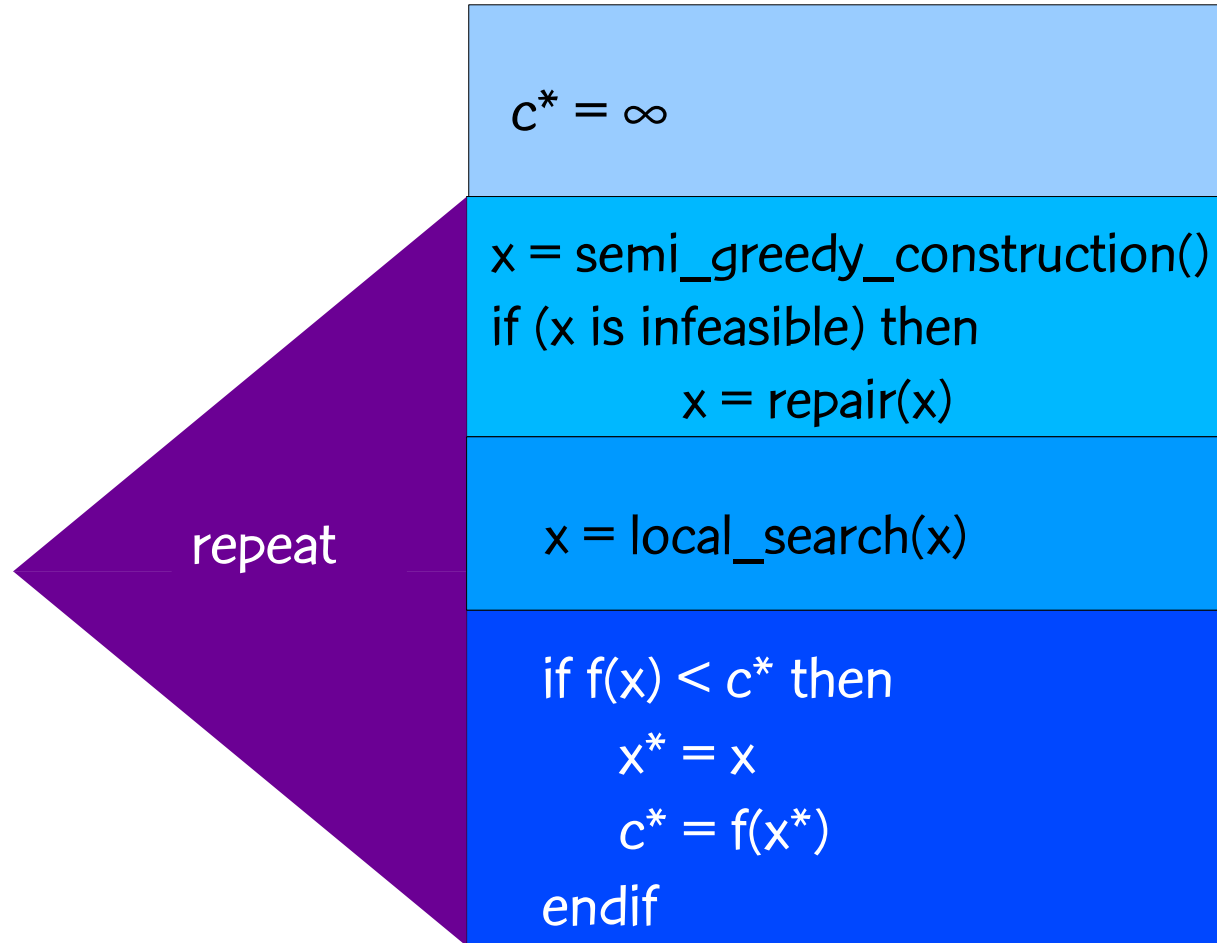 c* = ∞
x = semi_greedy_construction()
if (x is infeasible) then
x = repair(x)
repeat
x = local_search(x)
if f(x) < c* then
x* = x
c* = f(x*)
endif